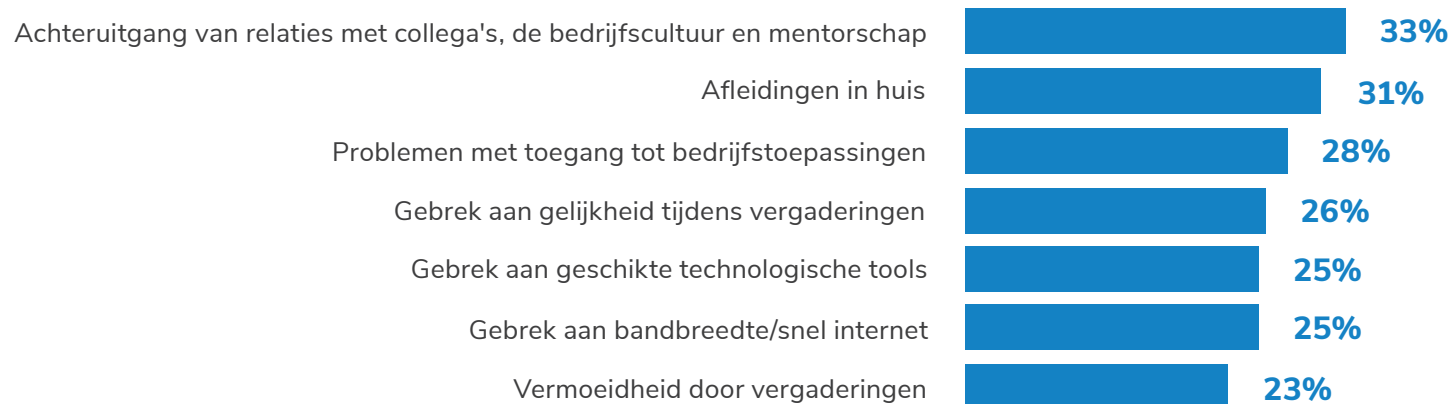 Achteruitgang van relaties met collega's, de bedrijfscultuur en mentorschap 33%
Afleidingen in huis 31%
Problemen met toegang tot bedrijfstoepassingen 28%
Gebrek aan gelijkheid tijdens vergaderingen 26%
Gebrek aan geschikte technologische tools 25%
Gebrek aan bandbreedte/snel internet 25%
Vermoeidheid door vergaderingen 23%